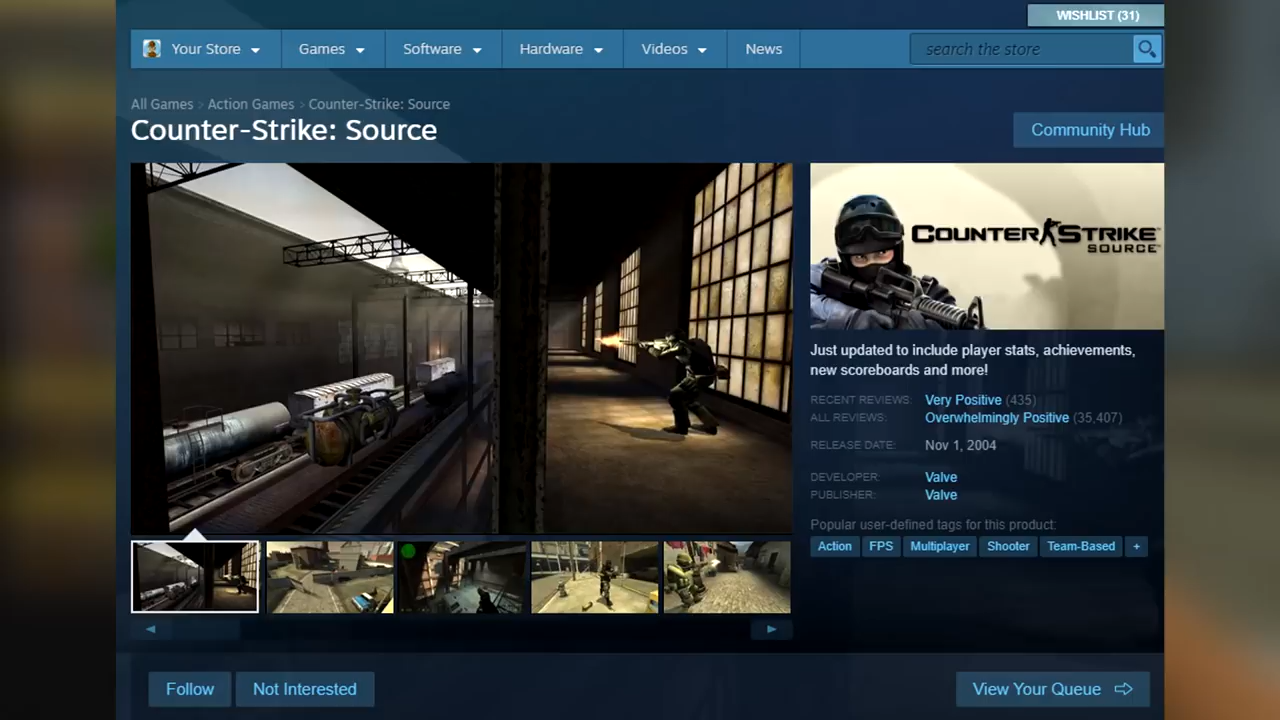 WISHLIST (31)
Your Store
Games
Software
Hardware
Videos
News
search the store
All Games > Action Games > Counter-Strike: Source
Counter-Strike: Source
Community Hub
COUNTER STRIKE
SOURCE
Just updated to include player stats, achievements,
new scoreboards and more!
RECENT REVIEWS: Very Positive (435)
ALL REVIEWS: Overwhelmingly Positive (35,407)
RELEASE DATE: Nov 1, 2004
DEVELOPER: Valve
PUBLISHER: Valve
Popular user-defined tags for this product:
Action FPS Multiplayer Shooter Team-Based +
Follow
Not Interested
View Your Queue